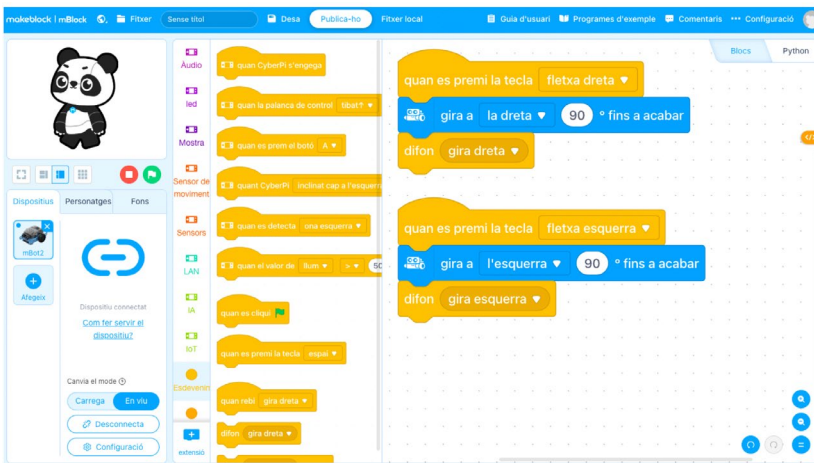 makeblock | mBlock
Fitxer
Sense títol
Desa
Publica-ho
Fitxer local
Guia d'usuari
Programes d'exemple
Comentaris
Configuració
Dispositius
Personatges
Fons
mBot2
Afegeix
Dispositiu connectat
Com fer servir el
dispositiu?
Canvia el mode
Carrega
En viu
Desconnecta
Configuració
Àudio
led
Mostra
Sensor de
moviment
Sensors
LAN
IA
IoT
Esdevenin
extensió
quan CyberPi s'engega
quan la palanca de control tibat↑
quan es prem el botó A
quant CyberPi inclinat cap a l'esquerra
quan es detecta ona esquerra
quan el valor de llum > 50
quan es cliqui
quan es premi la tecla espai
quan rebi gira dreta
difon gira dreta
Blocs
Python
quan es premi la tecla fletxa dreta
gira a la dreta 90 ° fins a acabar
difon gira dreta
quan es premi la tecla fletxa esquerra
gira a l'esquerra 90 ° fins a acabar
difon gira esquerra